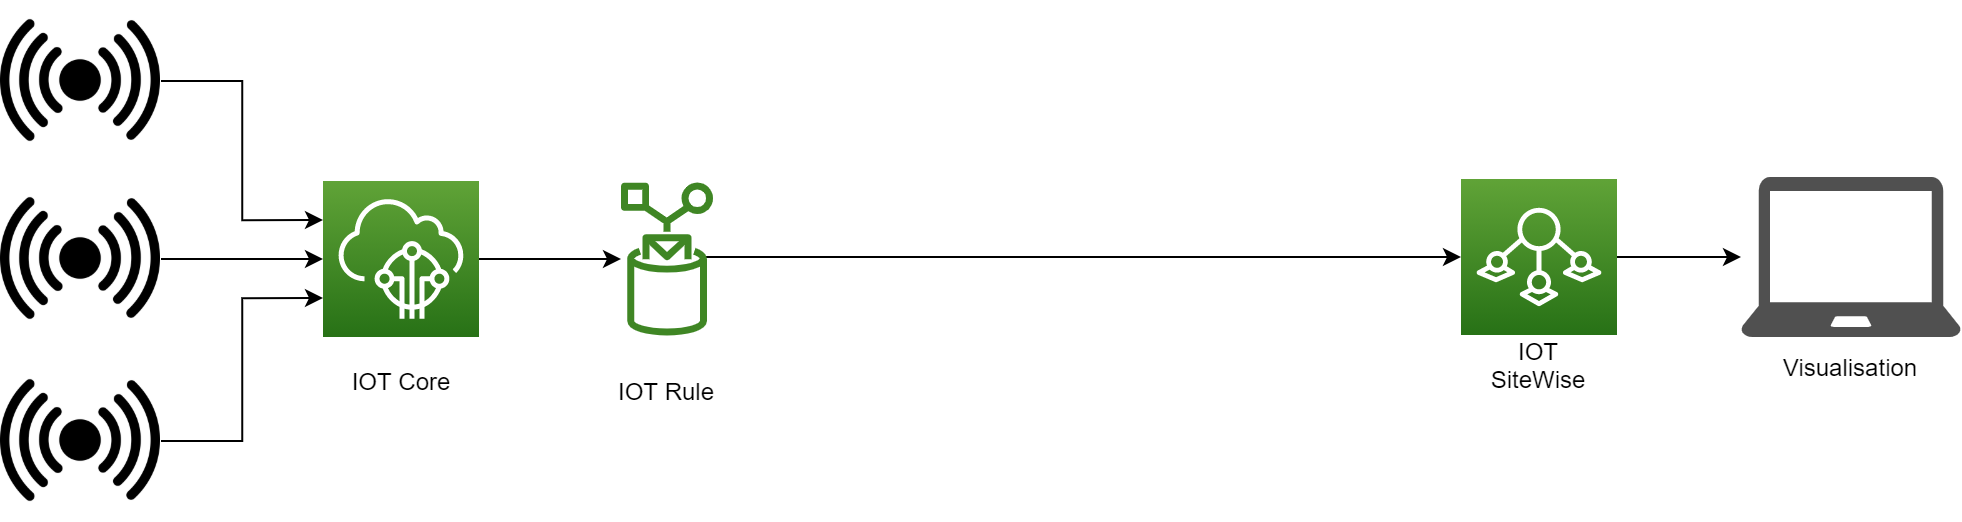 IOT Core
IOT Rule
IOT
SiteWise
Visualisation